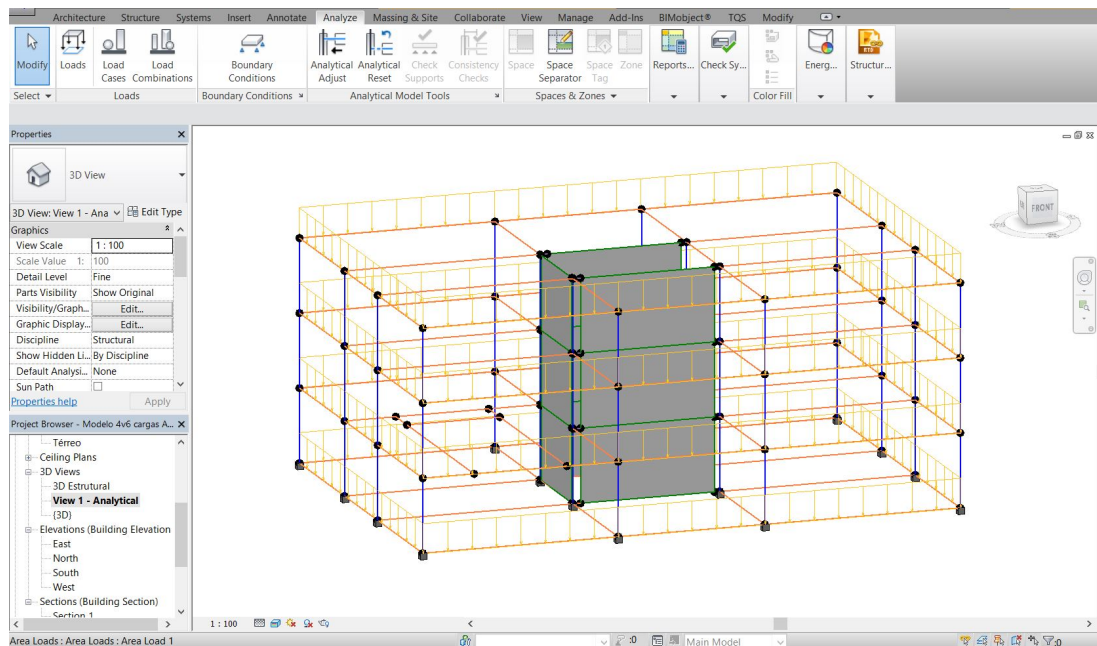 Architecture Structure Systems Insert Annotate Analyze Massing & Site Collaborate View Manage Add-Ins BIMobject® TQS Modify
Modify Loads Load Cases Load Combinations Boundary Conditions Analytical Adjust Analytical Reset Check Supports Consistency Checks Space Space Separator Space Tag Zone Reports... Check Sy... Energ... Structur...
Select Loads Boundary Conditions Analytical Model Tools Spaces & Zones Color Fill
Properties
3D View
3D View: View 1 - Ana Edit Type
Graphics
View Scale 1 : 100
Scale Value 1: 100
Detail Level Fine
Parts Visibility Show Original
Visibility/Graph... Edit...
Graphic Display... Edit...
Discipline Structural
Show Hidden Li... By Discipline
Default Analysi... None
Sun Path
Properties help Apply
Project Browser - Modelo 4v6 cargas A...
Térreo
Ceiling Plans
3D Views
3D Estrutural
View 1 - Analytical
{3D}
Elevations (Building Elevation
East
North
South
West
Sections (Building Section)
Section 1
FRONT
1 : 100
Area Loads : Area Loads : Area Load 1
:0 Main Model :0